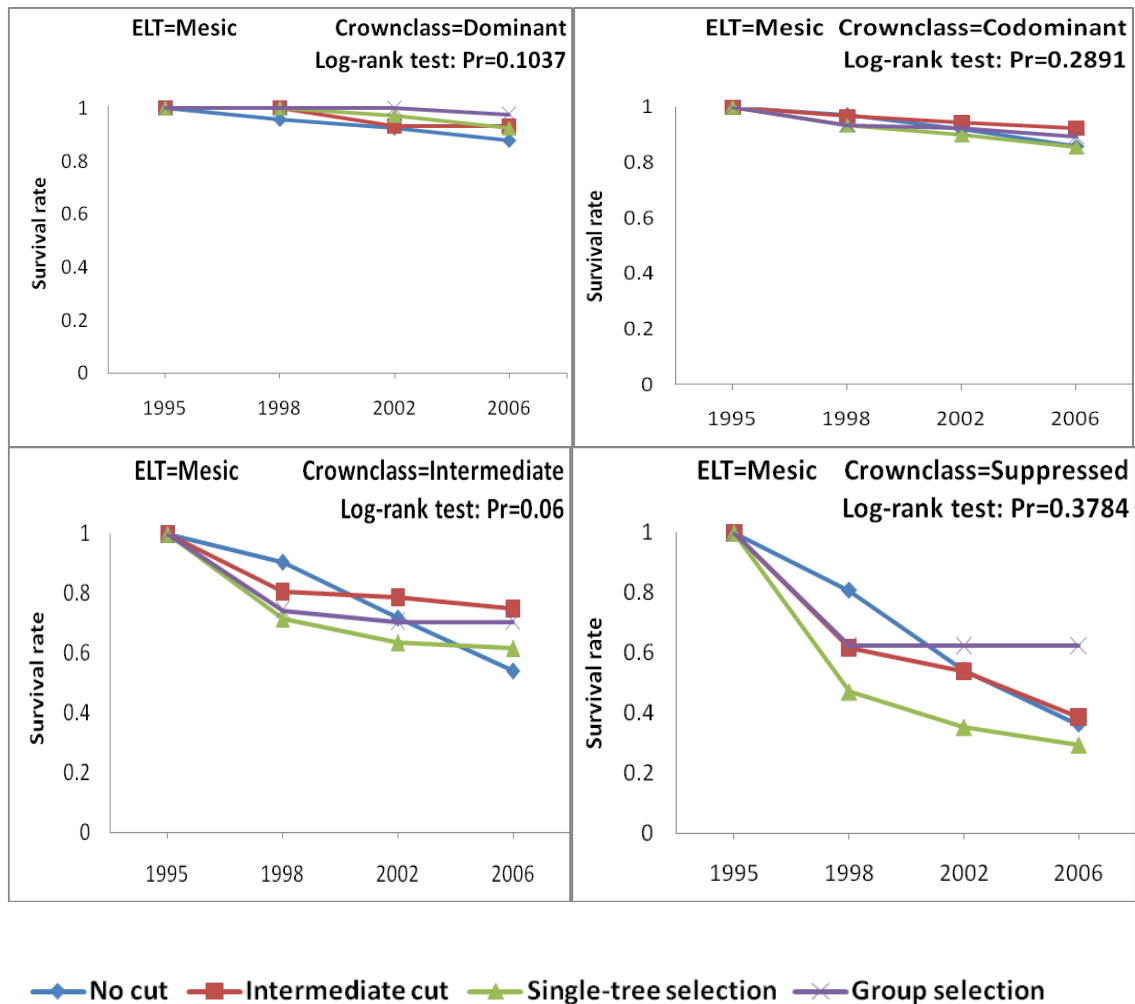 ELT=Mesic Crownclass=Dominant
Log-rank test: Pr=0.1037
Survival rate
1
0.8
0.6
0.4
0.2
0
1995 1998 2002 2006
ELT=Mesic Crownclass=Codominant
Log-rank test: Pr=0.2891
Survival rate
1
0.8
0.6
0.4
0.2
0
1995 1998 2002 2006
ELT=Mesic Crownclass=Intermediate
Log-rank test: Pr=0.06
Survival rate
1
0.8
0.6
0.4
0.2
0
1995 1998 2002 2006
ELT=Mesic Crownclass=Suppressed
Log-rank test: Pr=0.3784
Survival rate
1
0.8
0.6
0.4
0.2
0
1995 1998 2002 2006
No cut Intermediate cut Single-tree selection Group selection